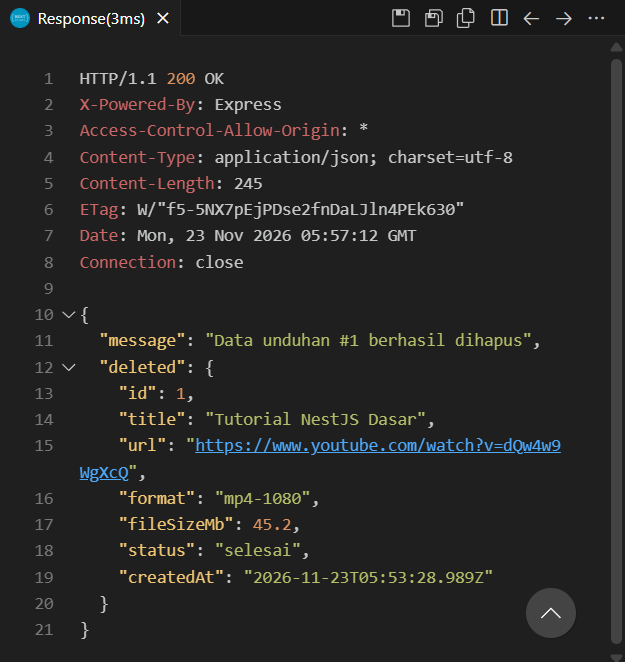 Response(3ms)
1 HTTP/1.1 200 OK
2 X-Powered-By: Express
3 Access-Control-Allow-Origin: *
4 Content-Type: application/json; charset=utf-8
5 Content-Length: 245
6 ETag: W/"f5-5NX7pEjPDse2fnDaLJln4PEk630"
7 Date: Mon, 23 Nov 2026 05:57:12 GMT
8 Connection: close
9
10 {
11   "message": "Data unduhan #1 berhasil dihapus",
12   "deleted": {
13     "id": 1,
14     "title": "Tutorial NestJS Dasar",
15     "url": "https://www.youtube.com/watch?v=dQw4w9
WgXcQ",
16     "format": "mp4-1080",
17     "fileSizeMb": 45.2,
18     "status": "selesai",
19     "createdAt": "2026-11-23T05:53:28.989Z"
20   }
21 }